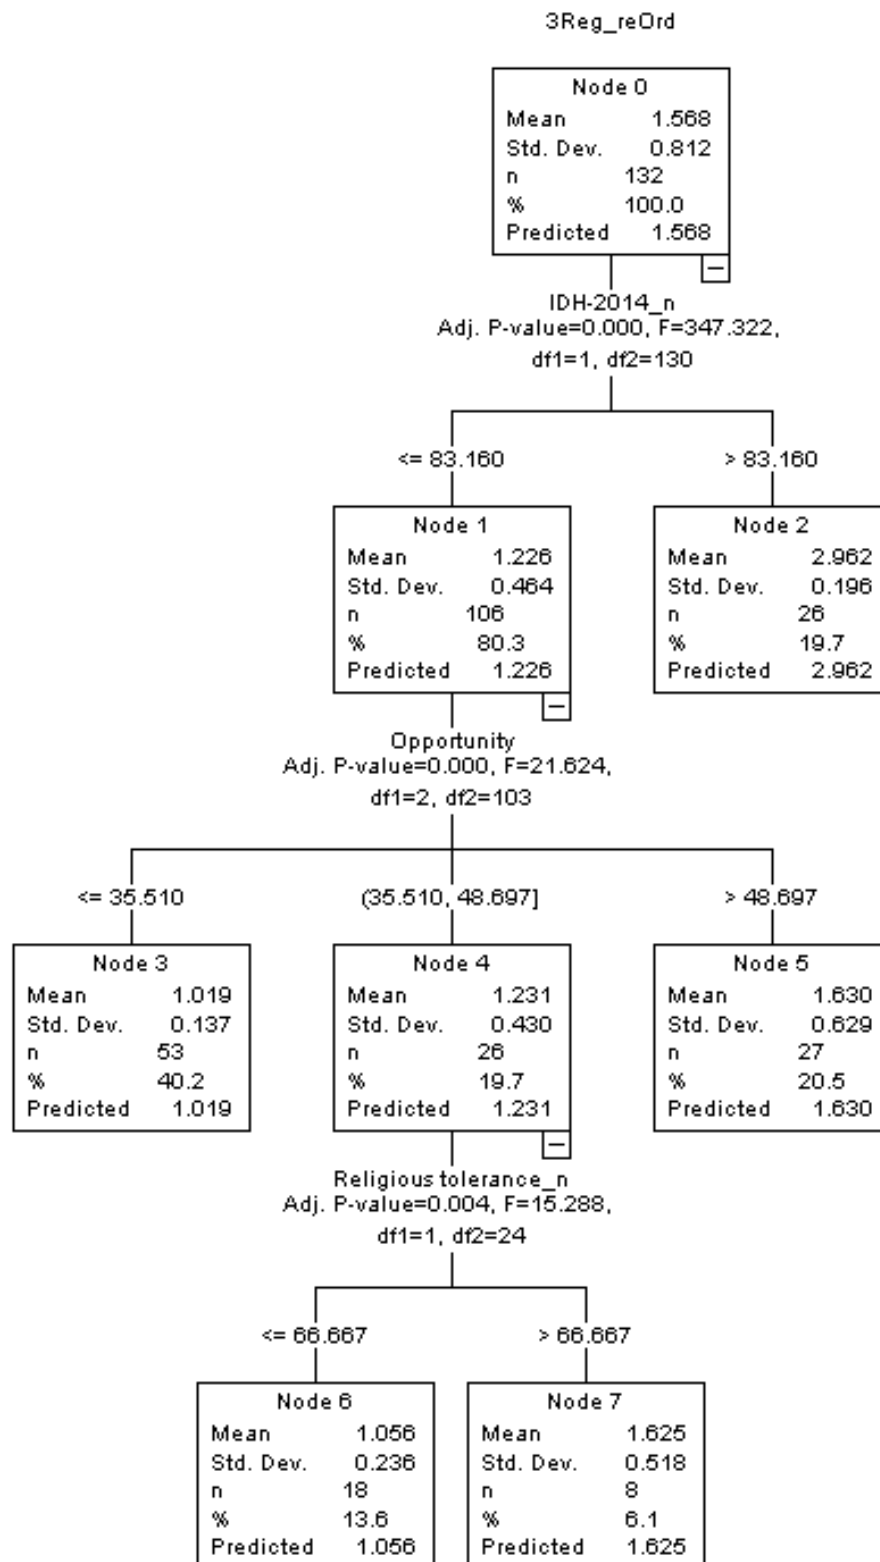 3Reg_reOrd
Node 0
Mean 1.568
Std. Dev. 0.812
n 132
% 100.0
Predicted 1.568
IDH-2014_n
Adj. P-value=0.000, F=347.322,
df1=1, df2=130
<= 83.160
> 83.160
Node 1
Mean 1.226
Std. Dev. 0.464
n 106
% 80.3
Predicted 1.226
Node 2
Mean 2.962
Std. Dev. 0.196
n 26
% 19.7
Predicted 2.962
Opportunity
Adj. P-value=0.000, F=21.624,
df1=2, df2=103
<= 35.510
(35.510, 48.697]
> 48.697
Node 3
Mean 1.019
Std. Dev. 0.137
n 53
% 40.2
Predicted 1.019
Node 4
Mean 1.231
Std. Dev. 0.430
n 26
% 19.7
Predicted 1.231
Node 5
Mean 1.630
Std. Dev. 0.629
n 27
% 20.5
Predicted 1.630
Religious tolerance_n
Adj. P-value=0.004, F=15.288,
df1=1, df2=24
<= 66.667
> 66.667
Node 6
Mean 1.056
Std. Dev. 0.236
n 18
% 13.6
Predicted 1.056
Node 7
Mean 1.625
Std. Dev. 0.518
n 8
% 6.1
Predicted 1.625